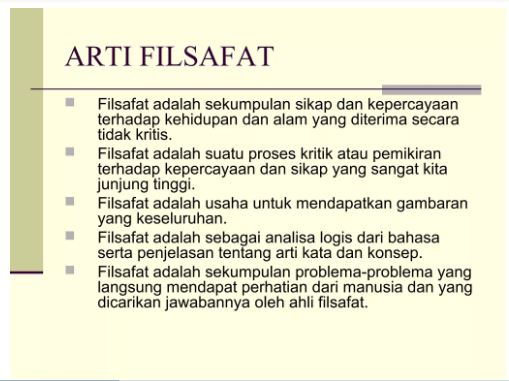 ARTI FILSAFAT
Filsafat adalah sekumpulan sikap dan kepercayaan
terhadap kehidupan dan alam yang diterima secara
tidak kritis.
Filsafat adalah suatu proses kritik atau pemikiran
terhadap kepercayaan dan sikap yang sangat kita
junjung tinggi.
Filsafat adalah usaha untuk mendapatkan gambaran
yang keseluruhan.
Filsafat adalah sebagai analisa logis dari bahasa
serta penjelasan tentang arti kata dan konsep.
Filsafat adalah sekumpulan problema-problema yang
langsung mendapat perhatian dari manusia dan yang
dicarikan jawabannya oleh ahli filsafat.